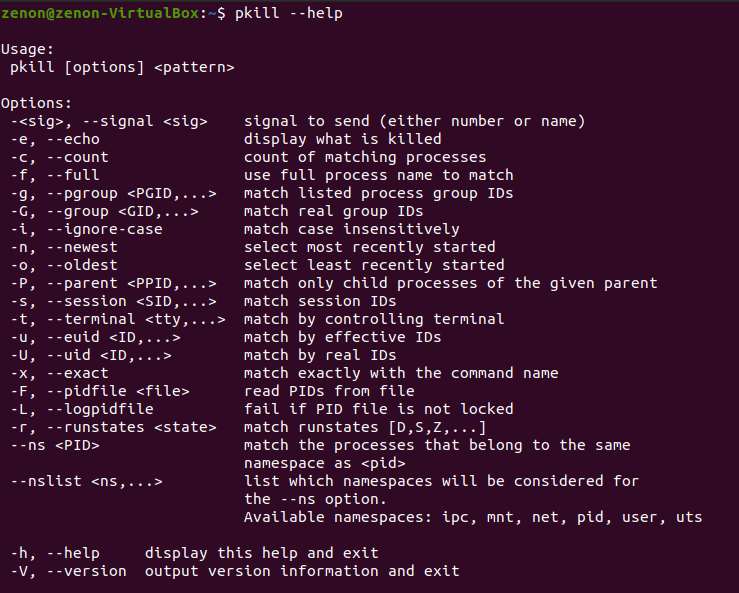 zenon@zenon-VirtualBox:~$ pkill --help

Usage:
 pkill [options] <pattern>

Options:
 -<sig>, --signal <sig>    signal to send (either number or name)
 -e, --echo                display what is killed
 -c, --count               count of matching processes
 -f, --full                use full process name to match
 -g, --pgroup <PGID,...>   match listed process group IDs
 -G, --group <GID,...>     match real group IDs
 -i, --ignore-case         match case insensitively
 -n, --newest              select most recently started
 -o, --oldest              select least recently started
 -P, --parent <PPID,...>   match only child processes of the given parent
 -s, --session <SID,...>   match session IDs
 -t, --terminal <tty,...>  match by controlling terminal
 -u, --euid <ID,...>       match by effective IDs
 -U, --uid <ID,...>        match by real IDs
 -x, --exact               match exactly with the command name
 -F, --pidfile <file>      read PIDs from file
 -L, --logpidfile          fail if PID file is not locked
 -r, --runstates <state>   match runstates [D,S,Z,...]
 --ns <PID>                match the processes that belong to the same
                           namespace as <pid>
 --nslist <ns,...>         list which namespaces will be considered for
                           the --ns option.
                           Available namespaces: ipc, mnt, net, pid, user, uts

 -h, --help     display this help and exit
 -V, --version  output version information and exit